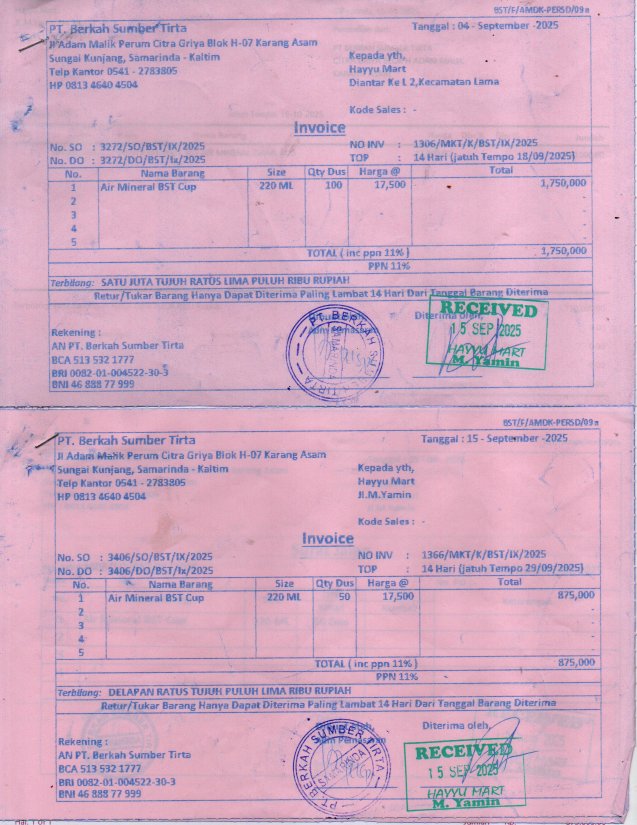 BST/F/AMDK-PERSD/09
PT. Berkah Sumber Tirta
Tanggal : 04 - September -2025
Jl Adam Malik Perum Citra Griya Blok H-07 Karang Asam
Sungai Kunjang, Samarinda - Kaltim
Kepada yth,
Telp Kantor 0541 - 2783805
Hayyu Mart
HP 0813 4640 4504
Diantar Ke L 2,Kecamatan Lama
Kode Sales : -
Invoice
No. SO : 3272/SO/BST/IX/2025
NO INV : 1306/MKT/K/BST/IX/2025
No. DO : 3272/DO/BST/Ix/2025
TOP : 14 Hari (jatuh Tempo 18/09/2025)
No. Nama Barang Size Qty Dus Harga @ Total
1 Air Mineral BST Cup 220 ML 100 17,500 1,750,000
2 -
3 -
4 -
5 -
TOTAL ( inc ppn 11% ) 1,750,000
PPN 11%
Terbilang: SATU JUTA TUJUH RATUS LIMA PULUH RIBU RUPIAH
Retur/Tukar Barang Hanya Dapat Diterima Paling Lambat 14 Hari Dari Tanggal Barang Diterima
Diterima oleh,
Rekening :
AN PT. Berkah Sumber Tirta
BCA 513 532 1777
BRI 0082-01-004522-30-3
BNI 46 888 77 999
PT. BERKAH SUMBER TIRTA
SAMARINDA
RECEIVED
15 SEP 2025
HAYYU MART
M. Yamin
BST/F/AMDK-PERSD/09
PT. Berkah Sumber Tirta
Tanggal : 15 - September -2025
Jl Adam Malik Perum Citra Griya Blok H-07 Karang Asam
Sungai Kunjang, Samarinda - Kaltim
Kepada yth,
Telp Kantor 0541 - 2783805
Hayyu Mart
HP 0813 4640 4504
Jl.M.Yamin
Kode Sales : -
Invoice
No. SO : 3406/SO/BST/IX/2025
NO INV : 1366/MKT/K/BST/IX/2025
No. DO : 3406/DO/BST/Ix/2025
TOP : 14 Hari (jatuh Tempo 29/09/2025)
No. Nama Barang Size Qty Dus Harga @ Total
1 Air Mineral BST Cup 220 ML 50 17,500 875,000
2 -
3 -
4 -
5 -
TOTAL ( inc ppn 11% ) 875,000
PPN 11%
Terbilang: DELAPAN RATUS TUJUH PULUH LIMA RIBU RUPIAH
Retur/Tukar Barang Hanya Dapat Diterima Paling Lambat 14 Hari Dari Tanggal Barang Diterima
Diterima oleh,
Rekening :
AN PT. Berkah Sumber Tirta
BCA 513 532 1777
BRI 0082-01-004522-30-3
BNI 46 888 77 999
PT. BERKAH SUMBER TIRTA
SAMARINDA
RECEIVED
15 SEP 2025
HAYYU MART
M. Yamin